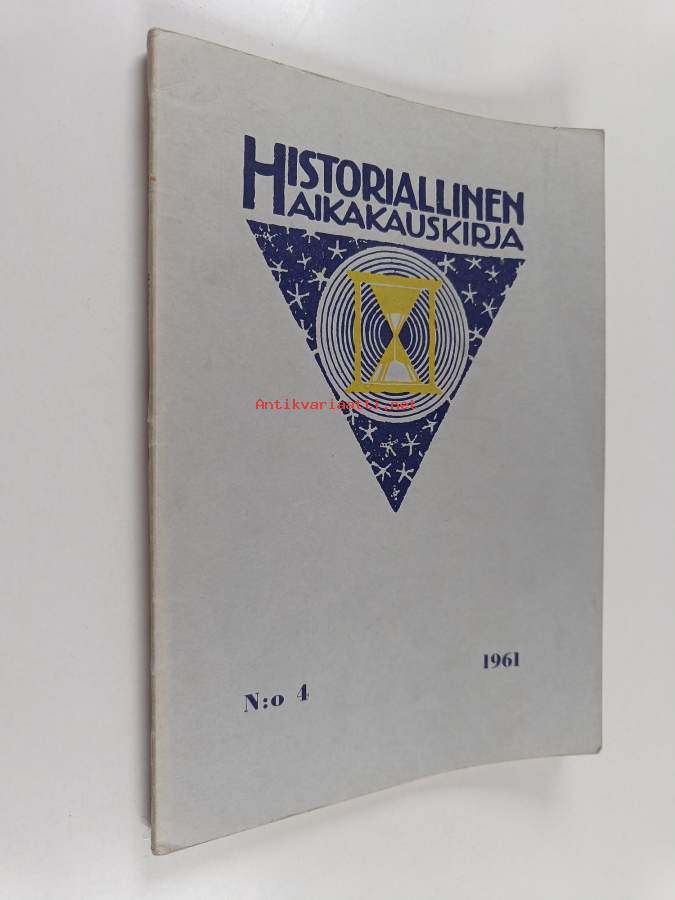 HISTORIALLINEN
AIKAKAUSKIRJA
Antikvariaatti.net
N:o 4
1961